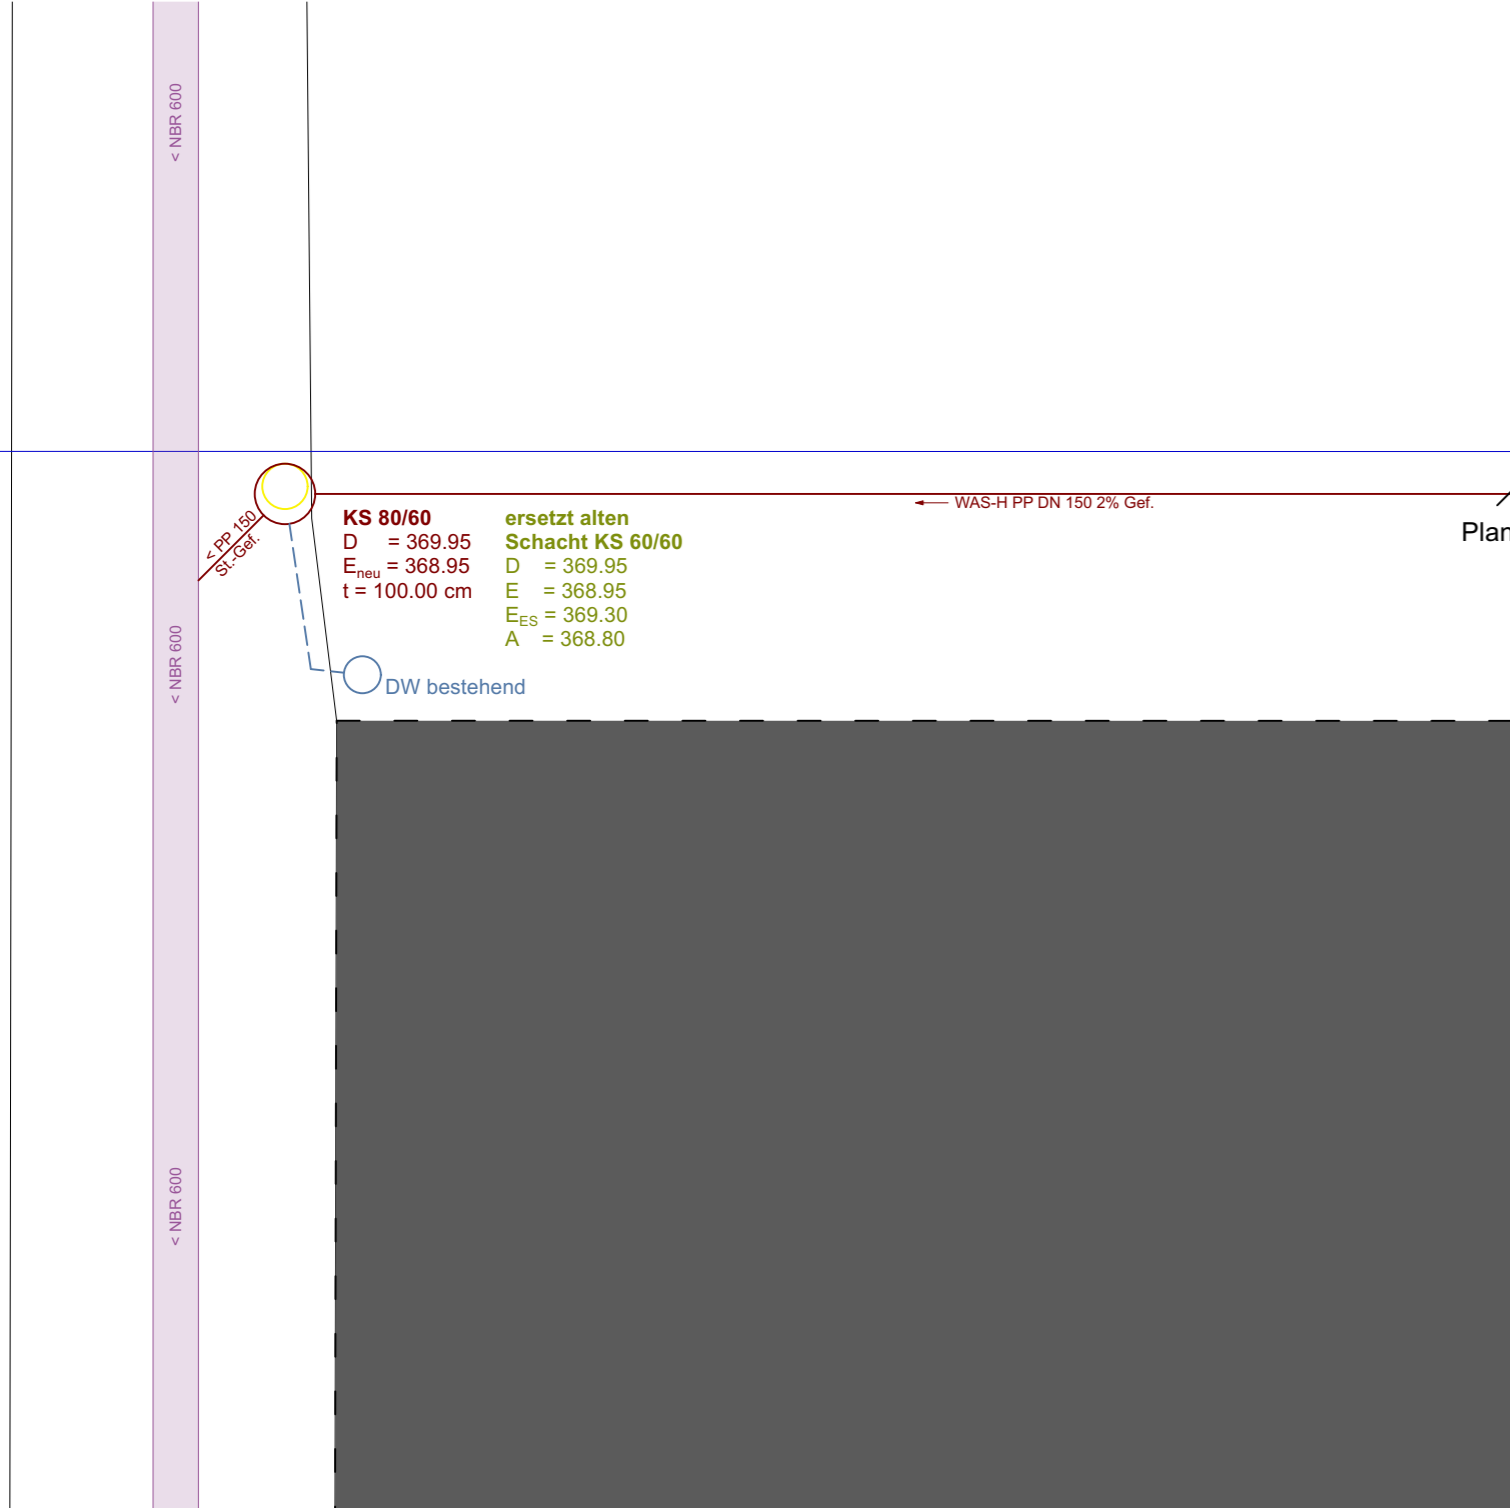 < NBR 600
WAS-H PP DN 150 2% Gef.
Plan
< PP 150
St.-Gef.
KS 80/60
D = 369.95
Eneu = 368.95
t = 100.00 cm
ersetzt alten
Schacht KS 60/60
D = 369.95
E = 368.95
EES = 369.30
A = 368.80
< NBR 600
DW bestehend
< NBR 600